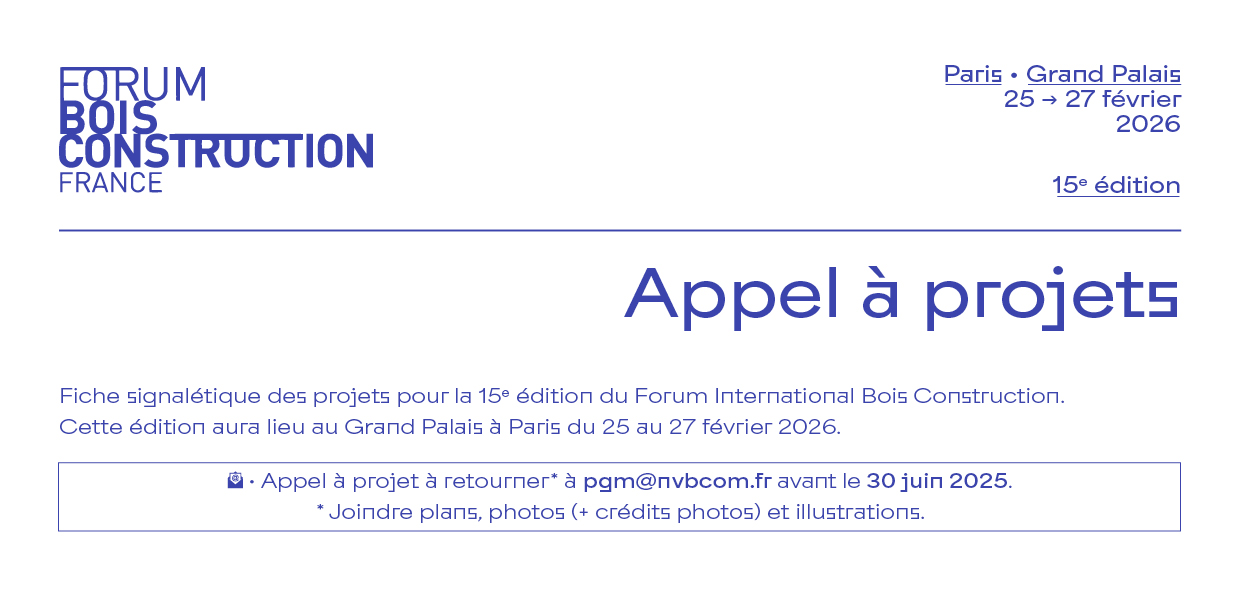 FORUM
BOIS
CONSTRUCTION
FRANCE
Paris • Grand Palais
25 → 27 février
2026
15ᵉ édition
Appel à projets
Fiche signalétique des projets pour la 15ᵉ édition du Forum International Bois Construction.
Cette édition aura lieu au Grand Palais à Paris du 25 au 27 février 2026.
• Appel à projet à retourner* à pgm@nvbcom.fr avant le 30 juin 2025.
* Joindre plans, photos (+ crédits photos) et illustrations.